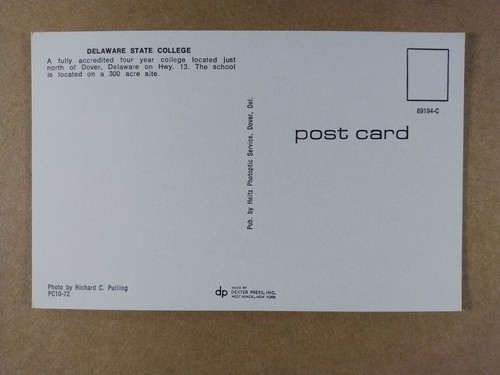 DELAWARE STATE COLLEGE
A fully accredited four year college located just
north of Dover, Delaware on Hwy. 13. The school
is located on a 300 acre site.
89194-C
post card
Pub. by Heitz Photoptic Service, Dover, Del.
Photo by Richard C. Pulling
PC10-72
dp
MADE BY
DEXTER PRESS, INC.
WEST NYACK, NEW YORK